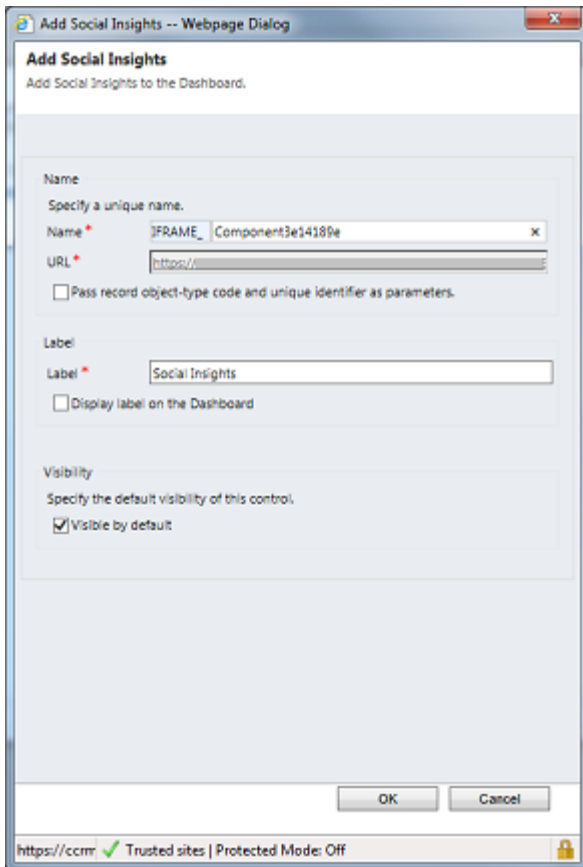 Add Social Insights -- Webpage Dialog
Add Social Insights
Add Social Insights to the Dashboard.
Name
Specify a unique name.
Name * IFRAME_ Component3e14189e ×
URL * https://
Pass record object-type code and unique identifier as parameters.
Label
Label * Social Insights
Display label on the Dashboard
Visibility
Specify the default visibility of this control.
Visible by default
OK Cancel
https://ccrm Trusted sites | Protected Mode: Off